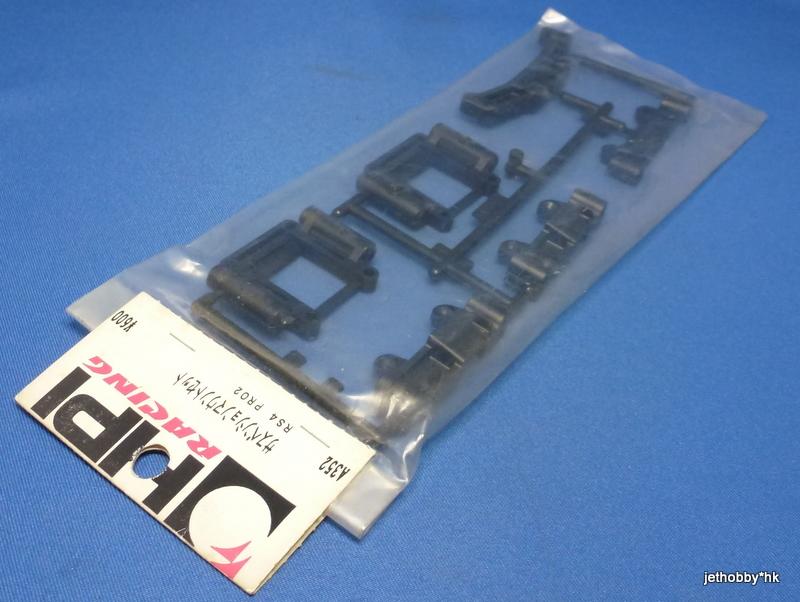 hpi
RACING
A352
¥600
サスペンションマウントセット
RS4 PRO2
jethobby*hk